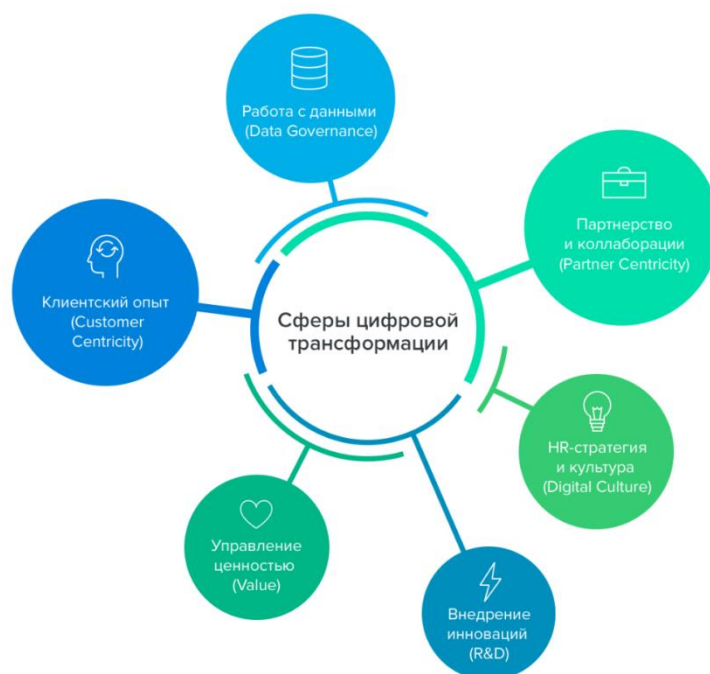 Работа с данными
(Data Governance)
Партнерство
и коллаборации
(Partner Centricity)
Клиентский опыт
(Customer
Centricity)
Сферы цифровой
трансформации
HR-стратегия
и культура
(Digital Culture)
Управление
ценностью
(Value)
Внедрение
инноваций
(R&D)